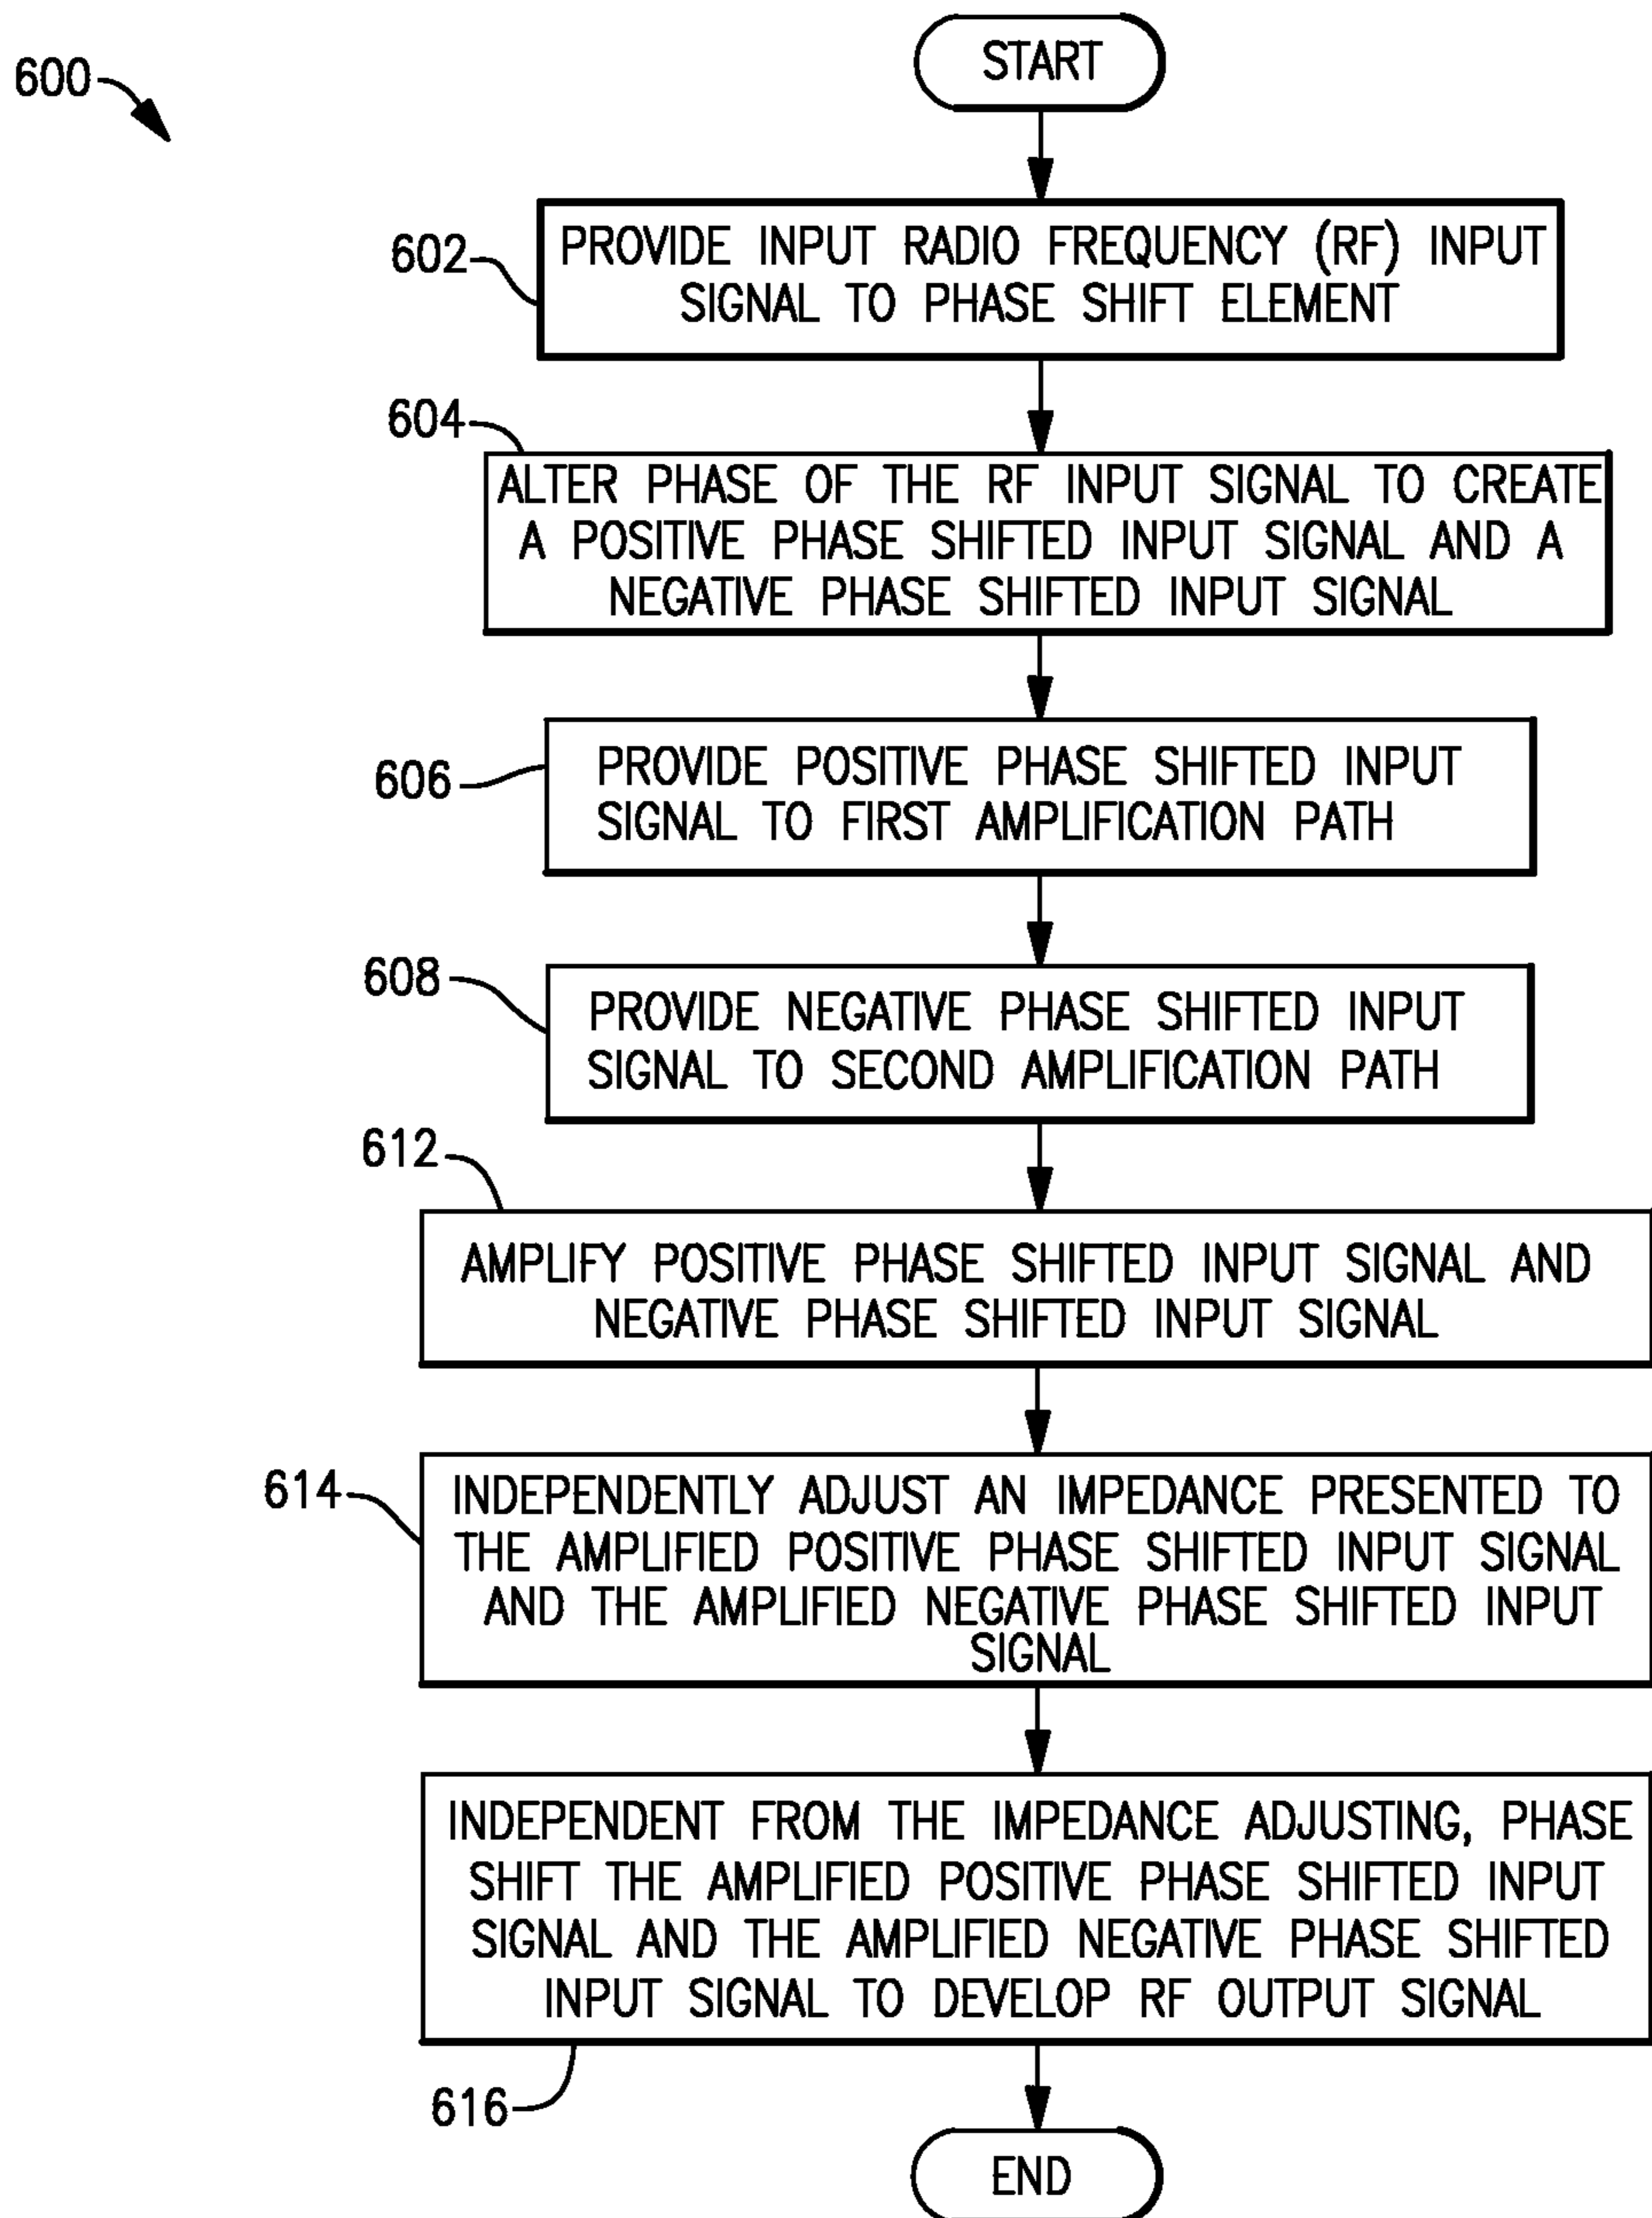 600
START
602
PROVIDE INPUT RADIO FREQUENCY (RF) INPUT
SIGNAL TO PHASE SHIFT ELEMENT
604
ALTER PHASE OF THE RF INPUT SIGNAL TO CREATE
A POSITIVE PHASE SHIFTED INPUT SIGNAL AND A
NEGATIVE PHASE SHIFTED INPUT SIGNAL
606
PROVIDE POSITIVE PHASE SHIFTED INPUT
SIGNAL TO FIRST AMPLIFICATION PATH
608
PROVIDE NEGATIVE PHASE SHIFTED INPUT
SIGNAL TO SECOND AMPLIFICATION PATH
612
AMPLIFY POSITIVE PHASE SHIFTED INPUT SIGNAL AND
NEGATIVE PHASE SHIFTED INPUT SIGNAL
614
INDEPENDENTLY ADJUST AN IMPEDANCE PRESENTED TO
THE AMPLIFIED POSITIVE PHASE SHIFTED INPUT SIGNAL
AND THE AMPLIFIED NEGATIVE PHASE SHIFTED INPUT
SIGNAL
INDEPENDENT FROM THE IMPEDANCE ADJUSTING, PHASE
SHIFT THE AMPLIFIED POSITIVE PHASE SHIFTED INPUT
SIGNAL AND THE AMPLIFIED NEGATIVE PHASE SHIFTED
INPUT SIGNAL TO DEVELOP RF OUTPUT SIGNAL
616
END